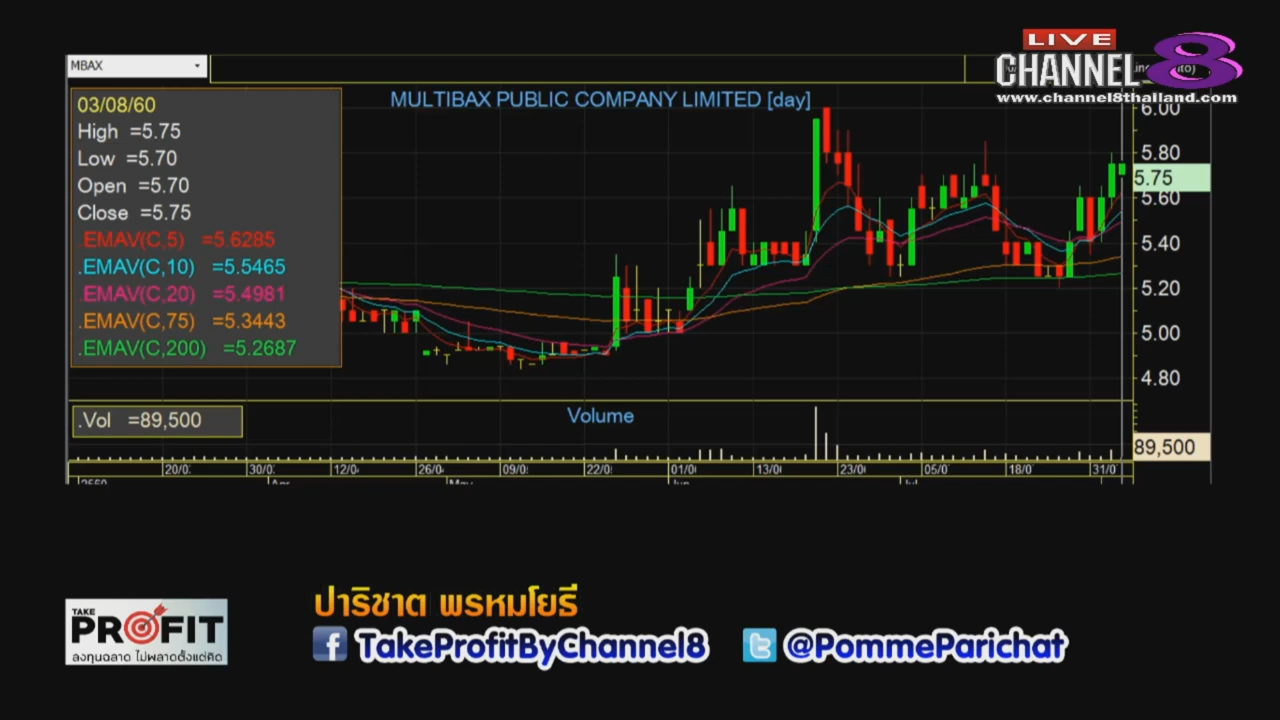 LIVE
CHANNEL 8
www.channel8thailand.com
MBAX
MULTIBAX PUBLIC COMPANY LIMITED [day]
03/08/60
High =5.75
Low =5.70
Open =5.70
Close =5.75
.EMAV(C,5) =5.6285
.EMAV(C,10) =5.5465
.EMAV(C,20) =5.4981
.EMAV(C,75) =5.3443
.EMAV(C,200) =5.2687
6.00
5.80
5.75
5.60
5.40
5.20
5.00
4.80
.Vol =89,500
Volume
89,500
20/0 30/0 12/0 26/0 09/0 22/0 01/0 13/0 23/0 05/0 18/0 31/0
2560 Apr May Jun Jul
TAKE
PROFIT
ลงทุนฉลาด ไม่พลาดตั้งแต่คิด
ปาริชาต พรหมโยธี
TakeProfitByChannel8 @PommeParichat